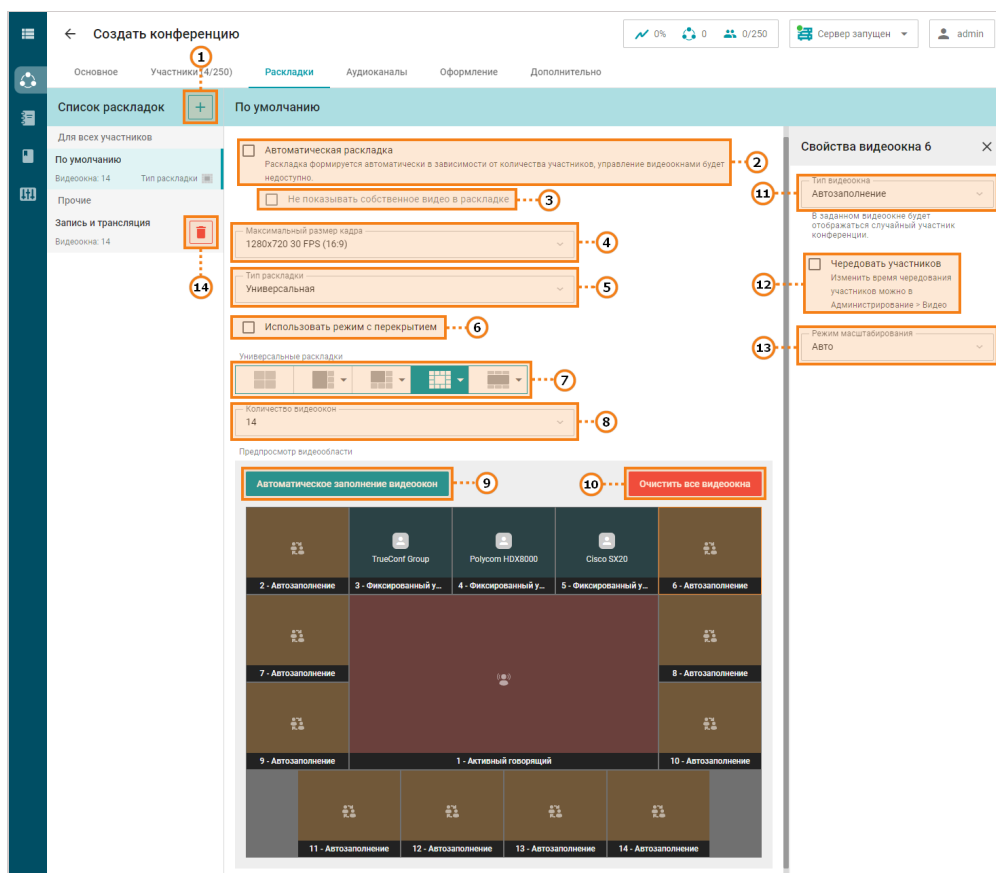 Создать конференцию
0%
0
0/250
Сервер запущен
admin
1
Основное
Участники (4/250)
Раскладки
Аудиоканалы
Оформление
Дополнительно
Список раскладок
+
По умолчанию
Для всех участников
По умолчанию
Видеоокна: 14
Тип раскладки
Прочие
Запись и трансляция
Видеоокна: 14
14
Автоматическая раскладка
Раскладка формируется автоматически в зависимости от количества участников, управление видеоокнами будет
недоступно.
2
Не показывать собственное видео в раскладке
3
Максимальный размер кадра
1280x720 30 FPS (16:9)
4
Тип раскладки
Универсальная
5
Использовать режим с перекрытием
6
Универсальные раскладки
7
Количество видеоокон
14
8
Предпросмотр видеобласти
Автоматическое заполнение видеоокон
9
10
Очистить все видеоокна
TrueConf Group
Polycom HDX8000
Cisco SX20
2 - Автозаполнение
3 - Фиксированный у...
4 - Фиксированный у...
5 - Фиксированный у...
6 - Автозаполнение
7 - Автозаполнение
8 - Автозаполнение
9 - Автозаполнение
1 - Активный говорящий
10 - Автозаполнение
11 - Автозаполнение
12 - Автозаполнение
13 - Автозаполнение
14 - Автозаполнение
Свойства видеоокна 6
11
Тип видеоокна
Автозаполнение
В заданном видеоокне будет
отображаться случайный участник
конференции.
12
Чередовать участников
Изменить время чередования
участников можно в
Администрирование > Видео
13
Режим масштабирования
Авто